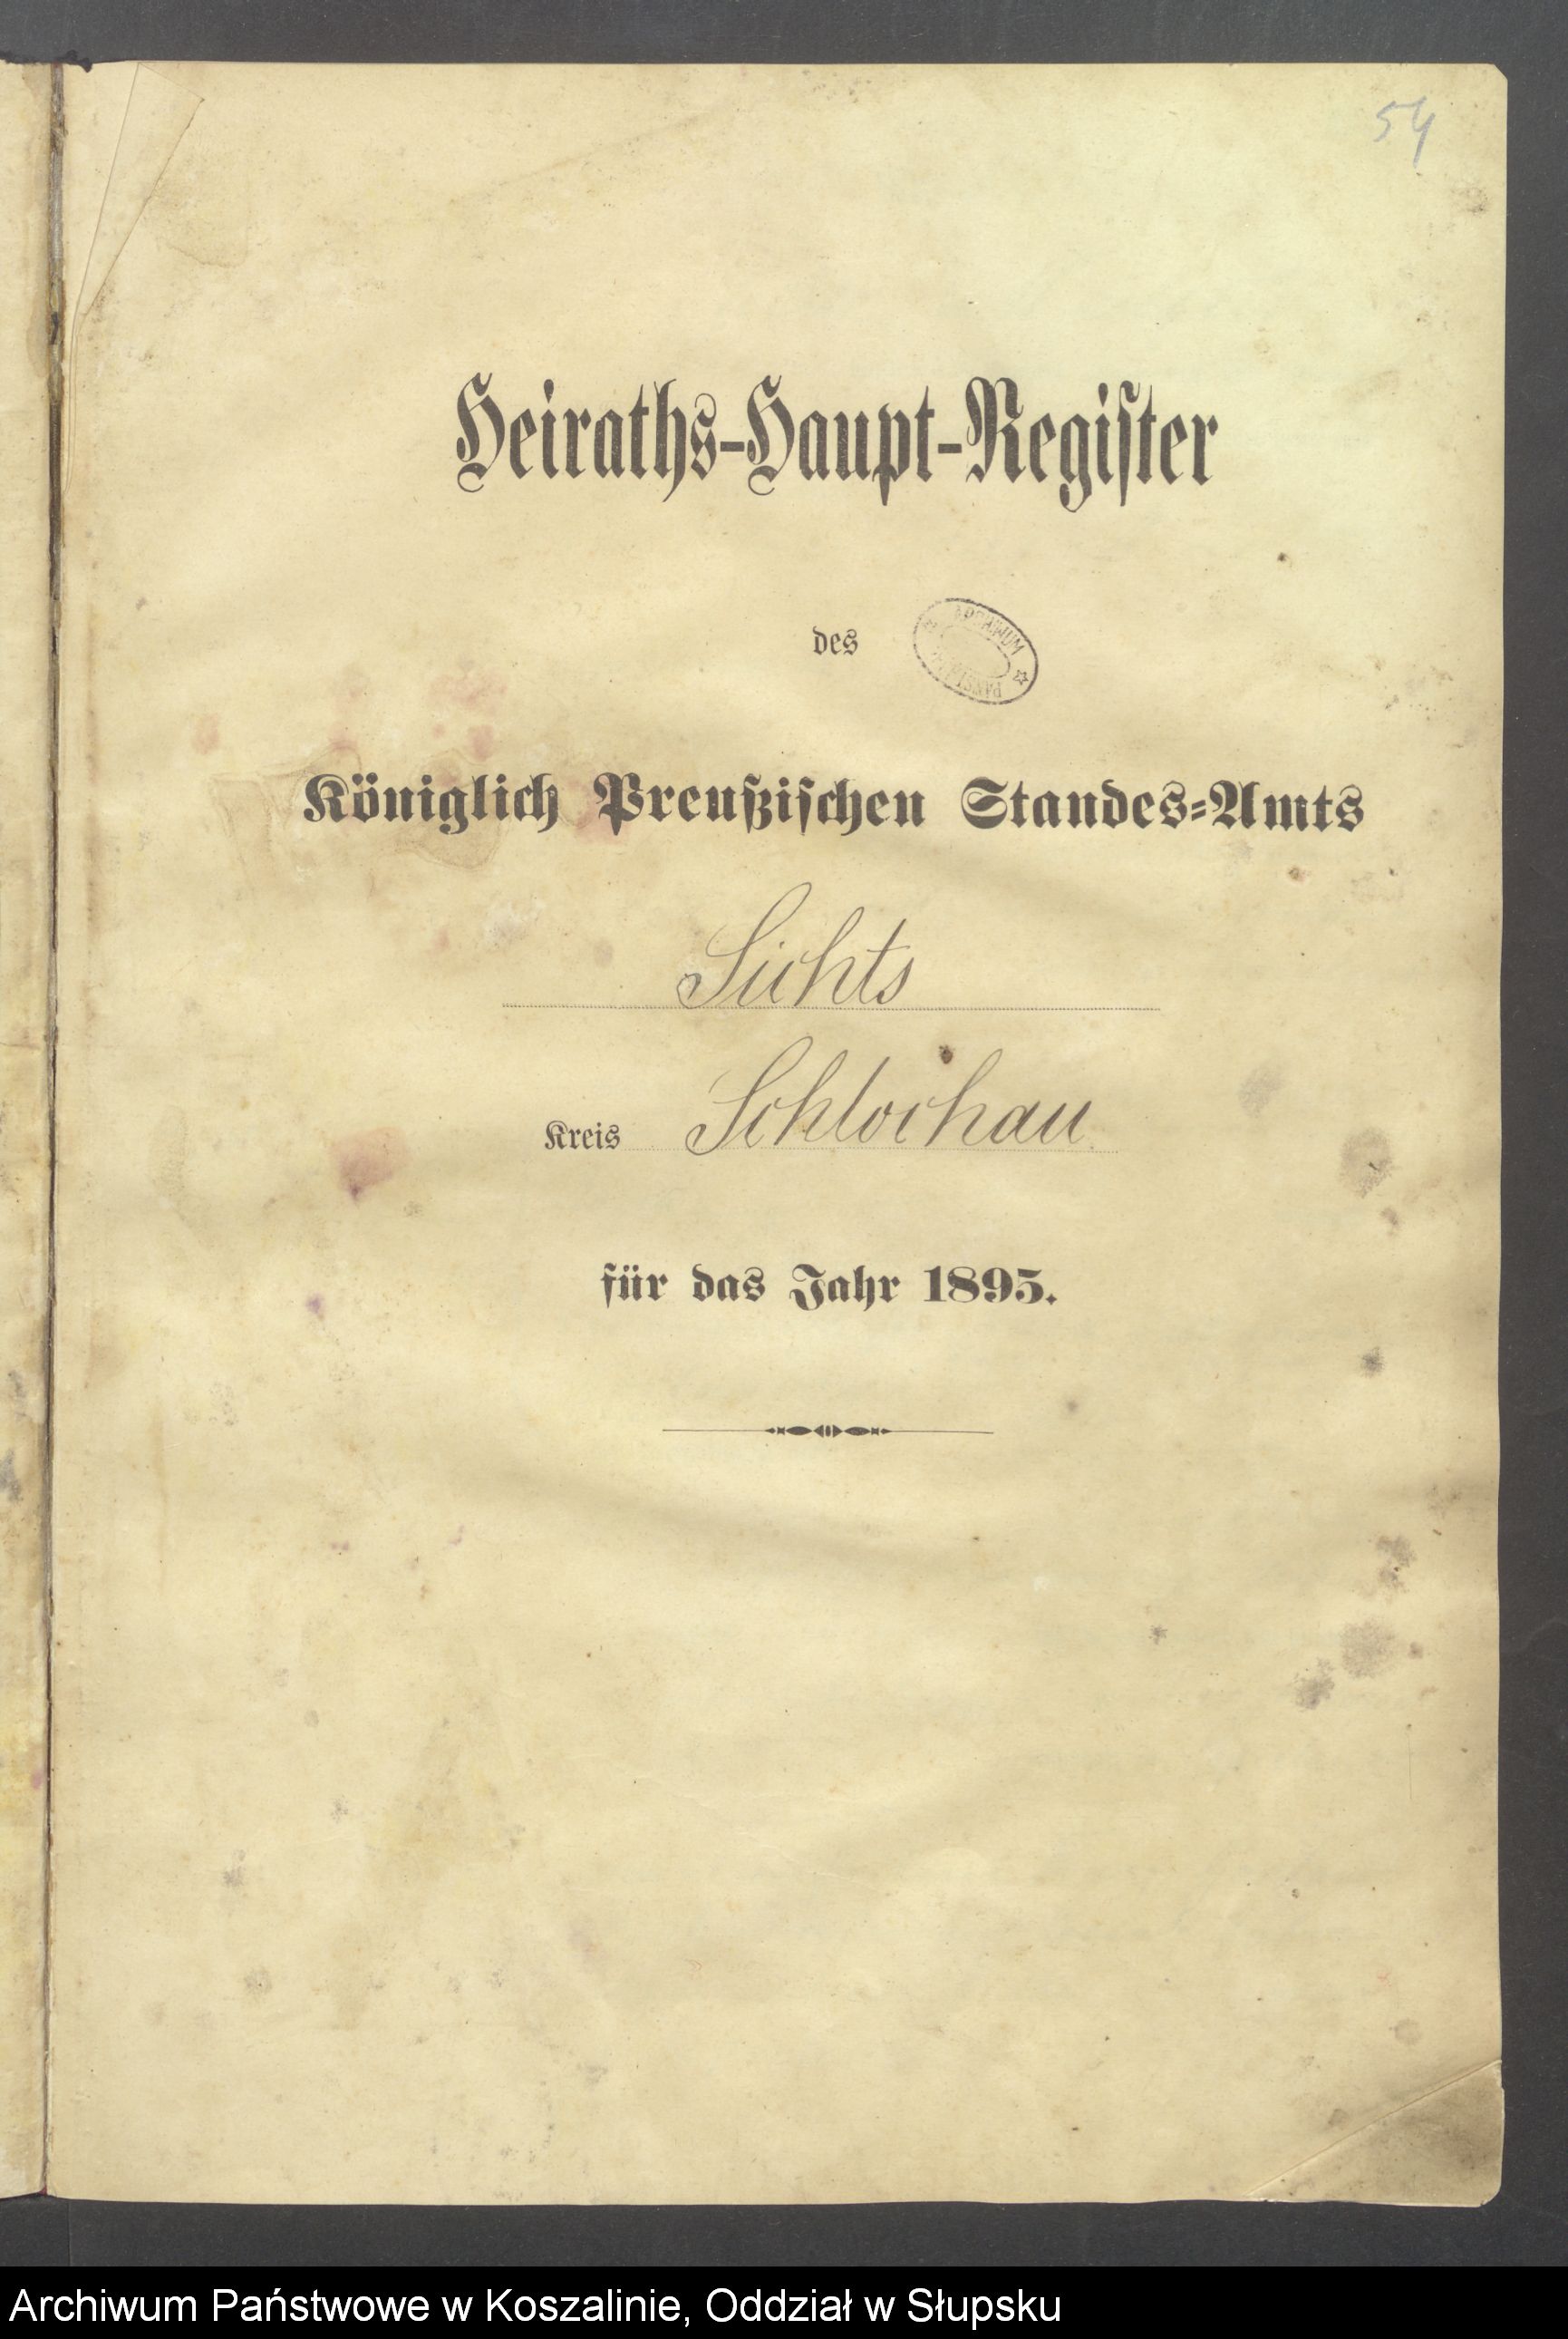 54
Heiraths-Haupt-Register
des
ARCHIWUM
Königlich Preußischen Standes-Amts
Sichts
Kreis Schlochau
für das Jahr 1895.
Archiwum Państwowe w Koszalinie, Oddział w Słupsku